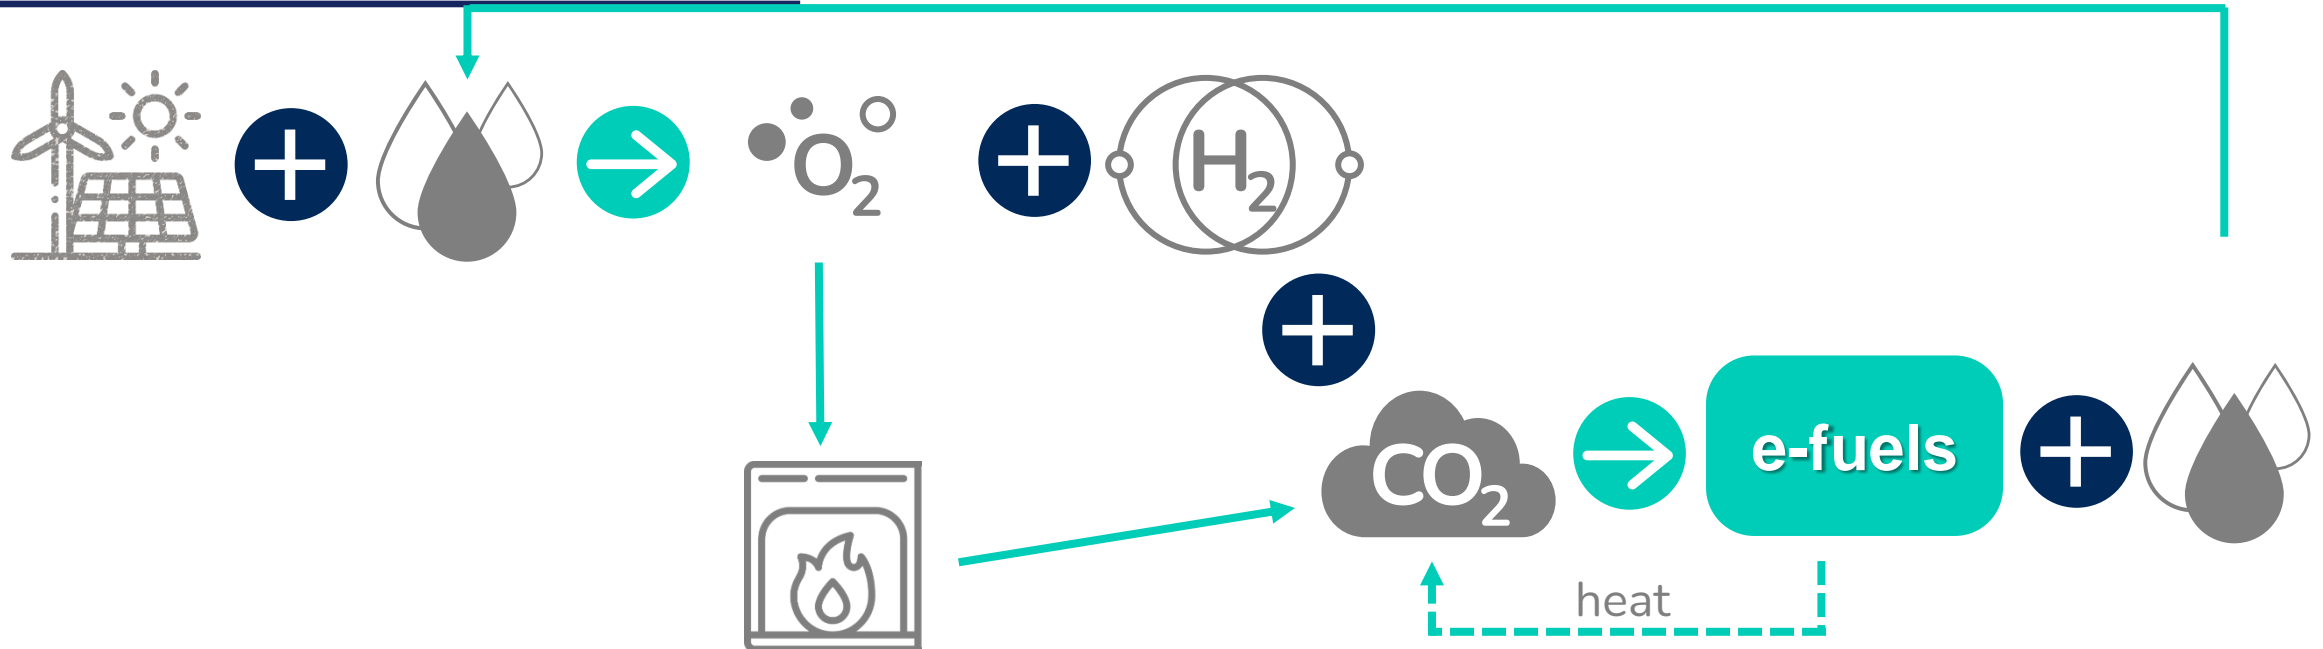 O₂
H₂
CO₂
e-fuels
heat